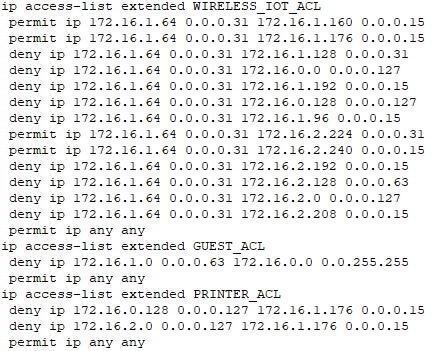 ip access-list extended WIRELESS_IOT_ACL
 permit ip 172.16.1.64 0.0.0.31 172.16.1.160 0.0.0.15
 permit ip 172.16.1.64 0.0.0.31 172.16.1.176 0.0.0.15
 deny ip 172.16.1.64 0.0.0.31 172.16.1.128 0.0.0.31
 deny ip 172.16.1.64 0.0.0.31 172.16.0.0 0.0.0.127
 deny ip 172.16.1.64 0.0.0.31 172.16.1.192 0.0.0.15
 deny ip 172.16.1.64 0.0.0.31 172.16.0.128 0.0.0.127
 deny ip 172.16.1.64 0.0.0.31 172.16.1.96 0.0.0.15
 permit ip 172.16.1.64 0.0.0.31 172.16.2.224 0.0.0.31
 permit ip 172.16.1.64 0.0.0.31 172.16.2.240 0.0.0.15
 deny ip 172.16.1.64 0.0.0.31 172.16.2.192 0.0.0.15
 deny ip 172.16.1.64 0.0.0.31 172.16.2.128 0.0.0.63
 deny ip 172.16.1.64 0.0.0.31 172.16.2.0 0.0.0.127
 deny ip 172.16.1.64 0.0.0.31 172.16.2.208 0.0.0.15
 permit ip any any
ip access-list extended GUEST_ACL
 deny ip 172.16.1.0 0.0.0.63 172.16.0.0 0.0.255.255
 permit ip any any
ip access-list extended PRINTER_ACL
 deny ip 172.16.0.128 0.0.0.127 172.16.1.176 0.0.0.15
 deny ip 172.16.2.0 0.0.0.127 172.16.1.176 0.0.0.15
 permit ip any any